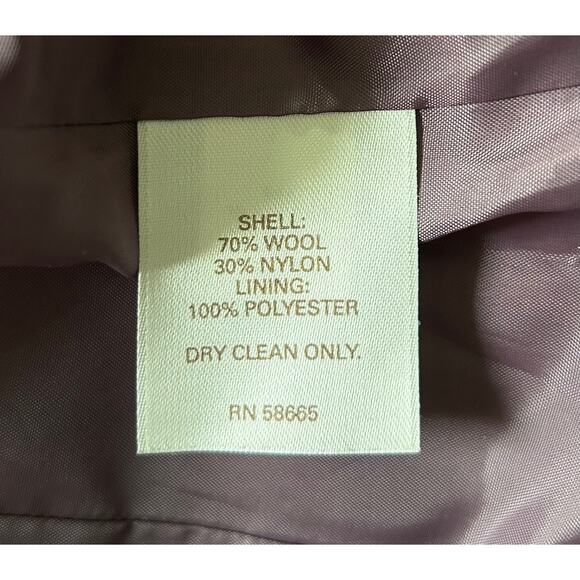 SHELL:
70% WOOL
30% NYLON
LINING:
100% POLYESTER
DRY CLEAN ONLY.
RN 58665